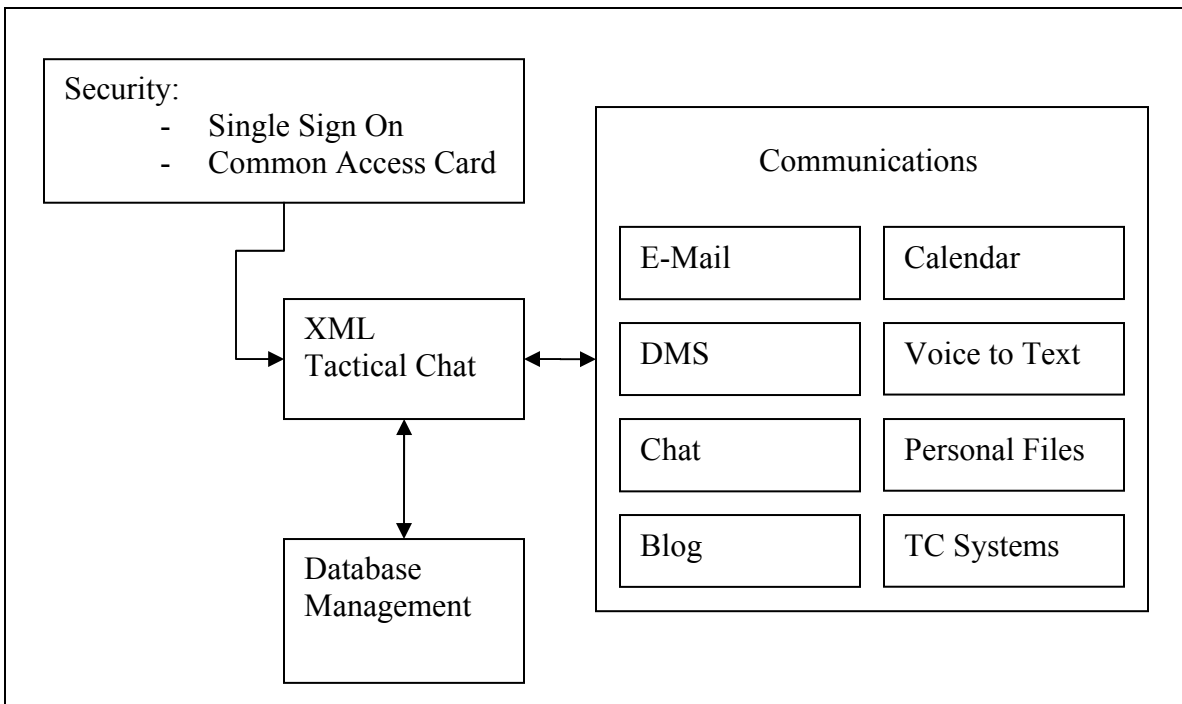 Security:
- Single Sign On
- Common Access Card
Communications
E-Mail
Calendar
XML
Tactical Chat
DMS
Voice to Text
Chat
Personal Files
Blog
TC Systems
Database
Management